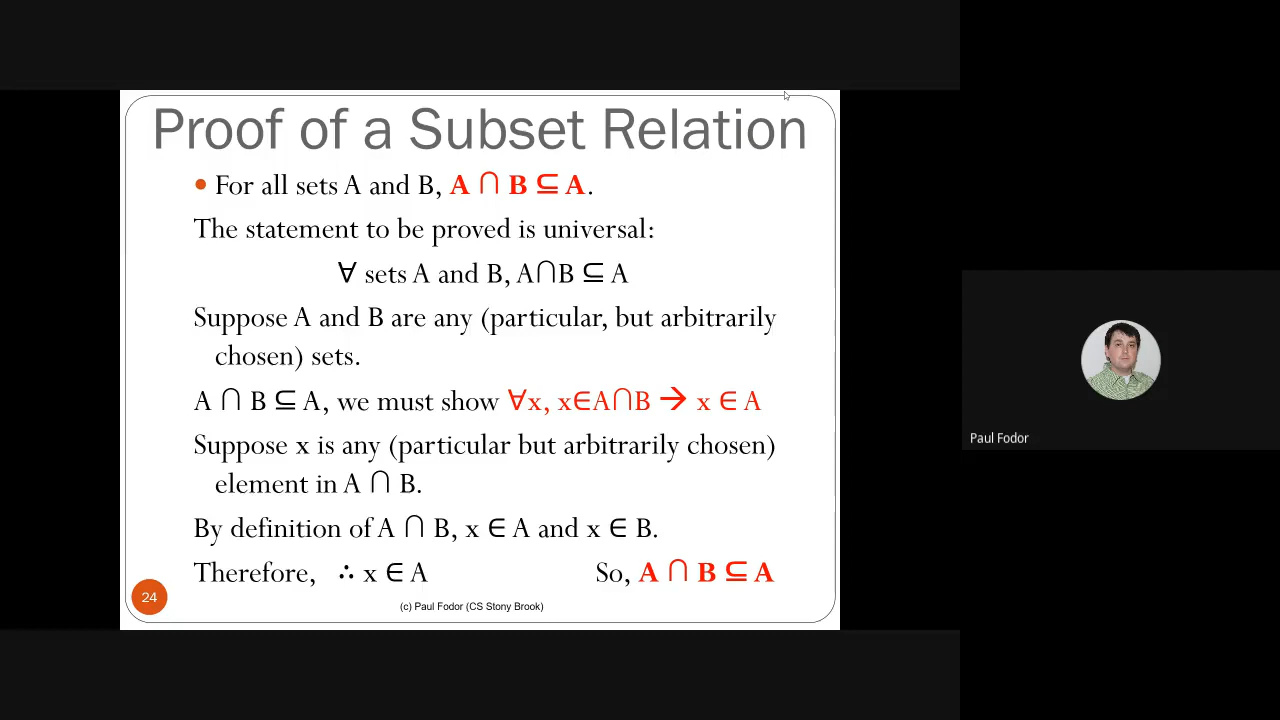 Proof of a Subset Relation
• For all sets A and B, A ∩ B ⊆ A.
The statement to be proved is universal:
∀ sets A and B, A∩B ⊆ A
Suppose A and B are any (particular, but arbitrarily
chosen) sets.
A ∩ B ⊆ A, we must show ∀x, x∈A∩B → x ∈ A
Suppose x is any (particular but arbitrarily chosen)
element in A ∩ B.
By definition of A ∩ B, x ∈ A and x ∈ B.
Therefore, ∴ x ∈ A So, A ∩ B ⊆ A
24
(c) Paul Fodor (CS Stony Brook)
Paul Fodor